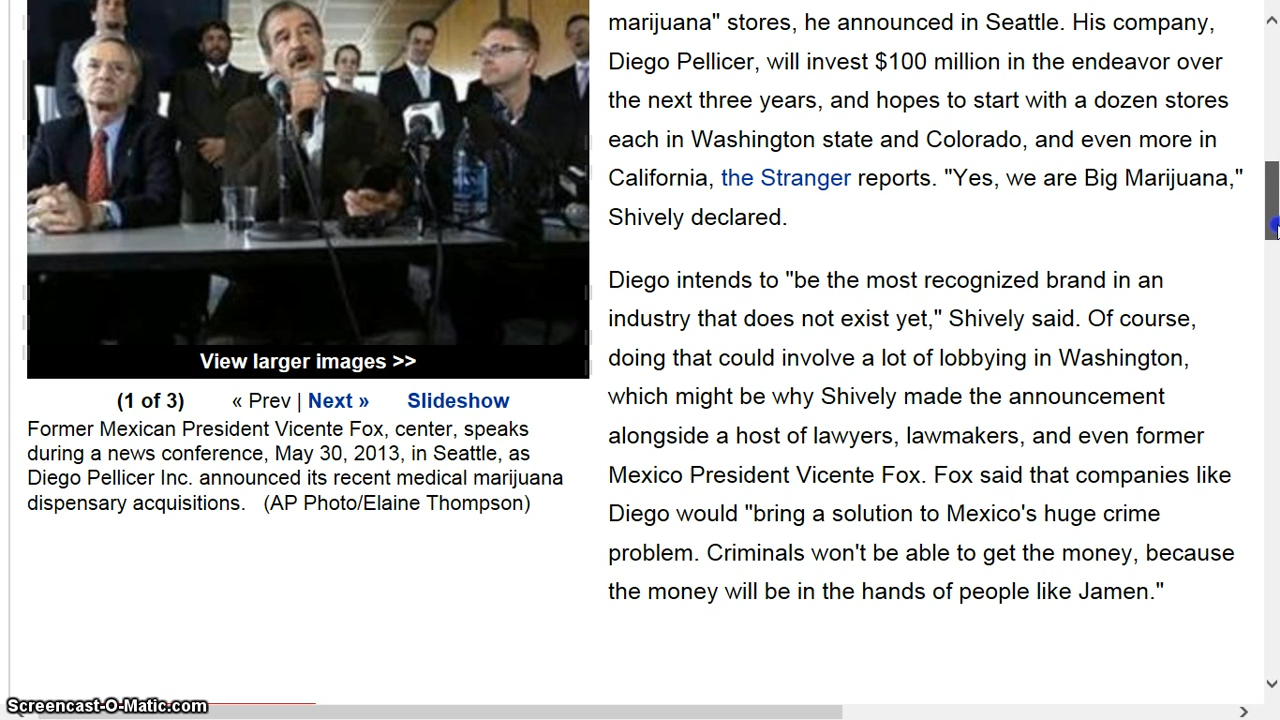 marijuana" stores, he announced in Seattle. His company,
Diego Pellicer, will invest $100 million in the endeavor over
the next three years, and hopes to start with a dozen stores
each in Washington state and Colorado, and even more in
California, the Stranger reports. "Yes, we are Big Marijuana,"
Shively declared.
Diego intends to "be the most recognized brand in an
industry that does not exist yet," Shively said. Of course,
doing that could involve a lot of lobbying in Washington,
which might be why Shively made the announcement
alongside a host of lawyers, lawmakers, and even former
Mexico President Vicente Fox. Fox said that companies like
Diego would "bring a solution to Mexico's huge crime
problem. Criminals won't be able to get the money, because
the money will be in the hands of people like Jamen."
View larger images >>
(1 of 3) « Prev | Next » Slideshow
Former Mexican President Vicente Fox, center, speaks
during a news conference, May 30, 2013, in Seattle, as
Diego Pellicer Inc. announced its recent medical marijuana
dispensary acquisitions. (AP Photo/Elaine Thompson)
Screencast-O-Matic.com